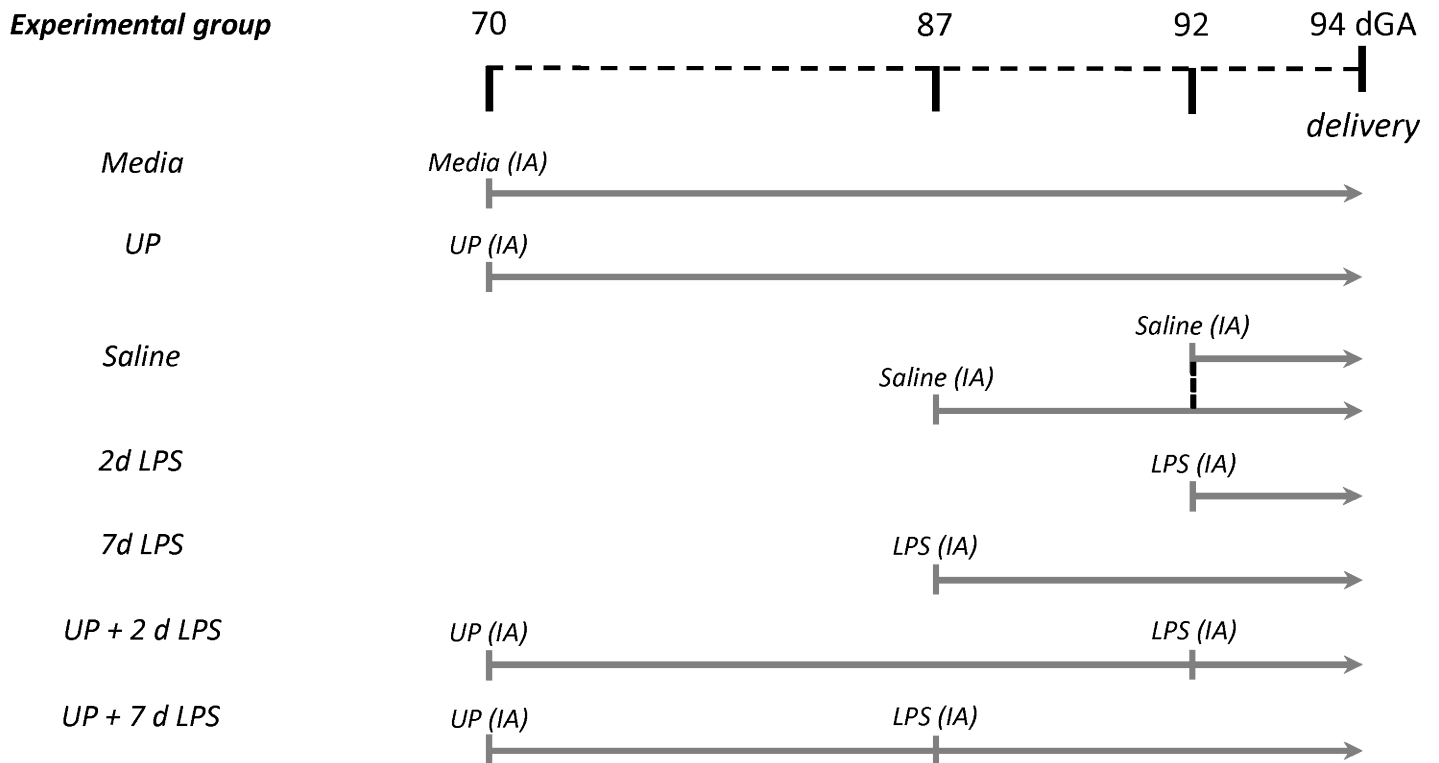 Experimental group 70 87 92 94 dGA
delivery
Media Media (IA)
UP UP (IA)
Saline (IA)
Saline
Saline (IA)
2d LPS LPS (IA)
7d LPS LPS (IA)
UP + 2 d LPS UP (IA) LPS (IA)
UP + 7 d LPS UP (IA) LPS (IA)